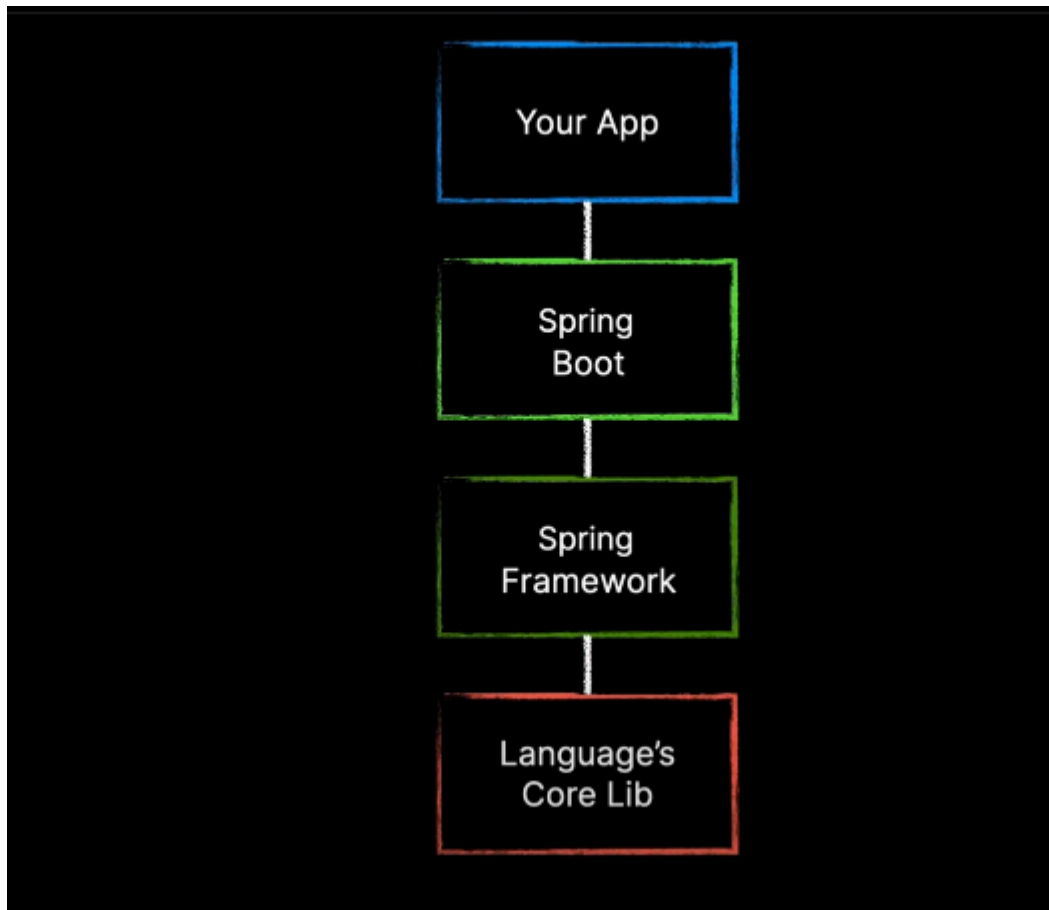 Your App
Spring
Boot
Spring
Framework
Language’s
Core Lib